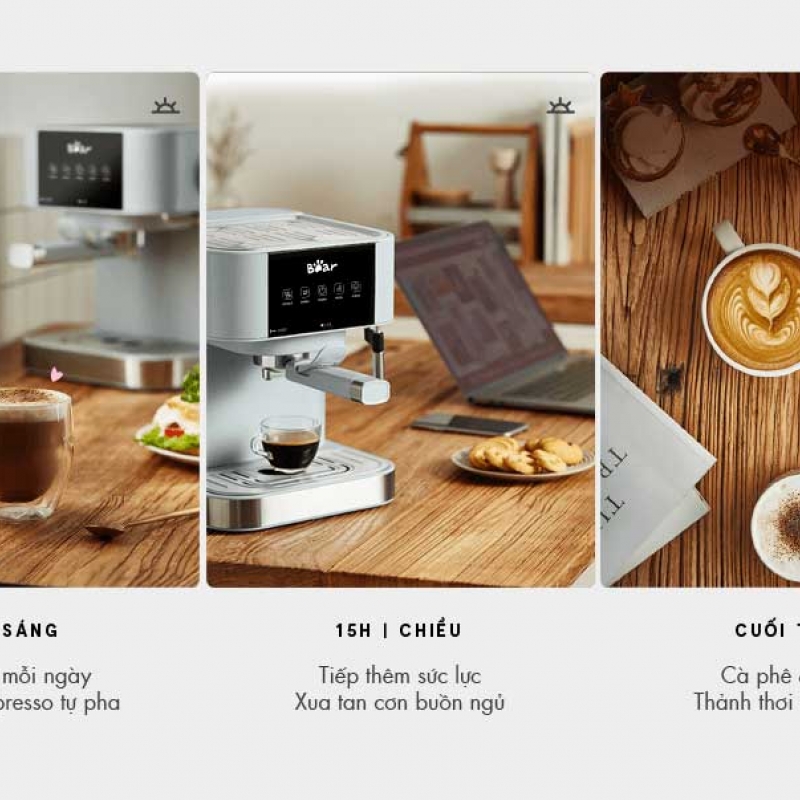 Bear
Bear
SÁNG
mỗi ngày
presso tự pha
15H | CHIỀU
Tiếp thêm sức lực
Xua tan cơn buồn ngủ
CUỐI
Cà phê
Thảnh thơi